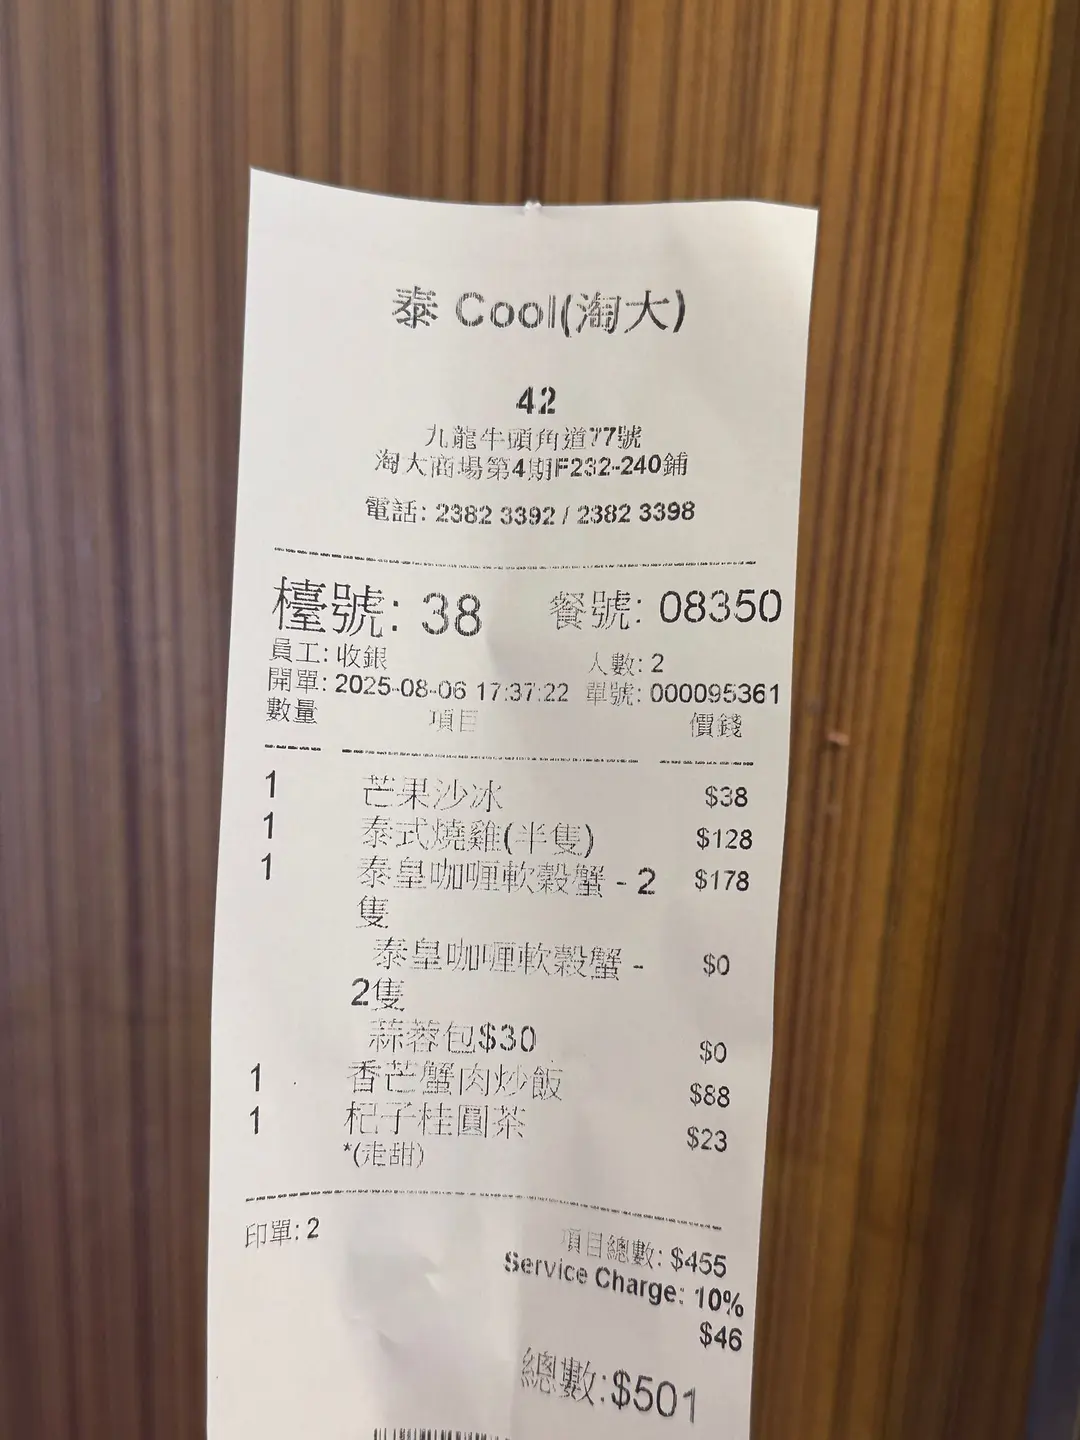 泰 Cool(淘大)
42
九龍牛頭角道77號
淘大商場第4期F232-240鋪
電話: 2382 3392 / 2382 3398
檯號: 38 餐號: 08350
員工: 收銀 人數: 2
開單: 2025-08-06 17:37:22 單號: 000095361
數量 項目 價錢
1 芒果沙冰 $38
1 泰式燒雞(半隻) $128
1 泰皇咖喱軟殼蟹 - 2 $178
隻
泰皇咖喱軟殼蟹 - $0
2隻
蒜蓉包$30 $0
1 香芒蟹肉炒飯 $88
1 杞子桂圓茶 $23
*(走甜)
印單: 2 項目總數: $455
Service Charge: 10%
$46
總數:$501